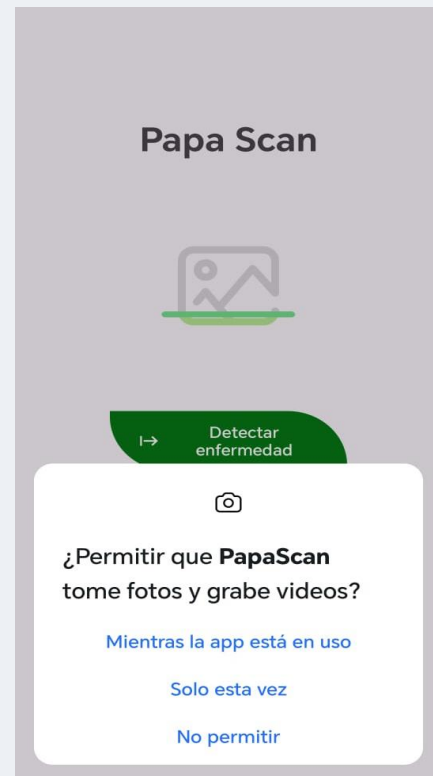 Papa Scan
Detectar
enfermedad
¿Permitir que PapaScan
tome fotos y grabe videos?
Mientras la app está en uso
Solo esta vez
No permitir